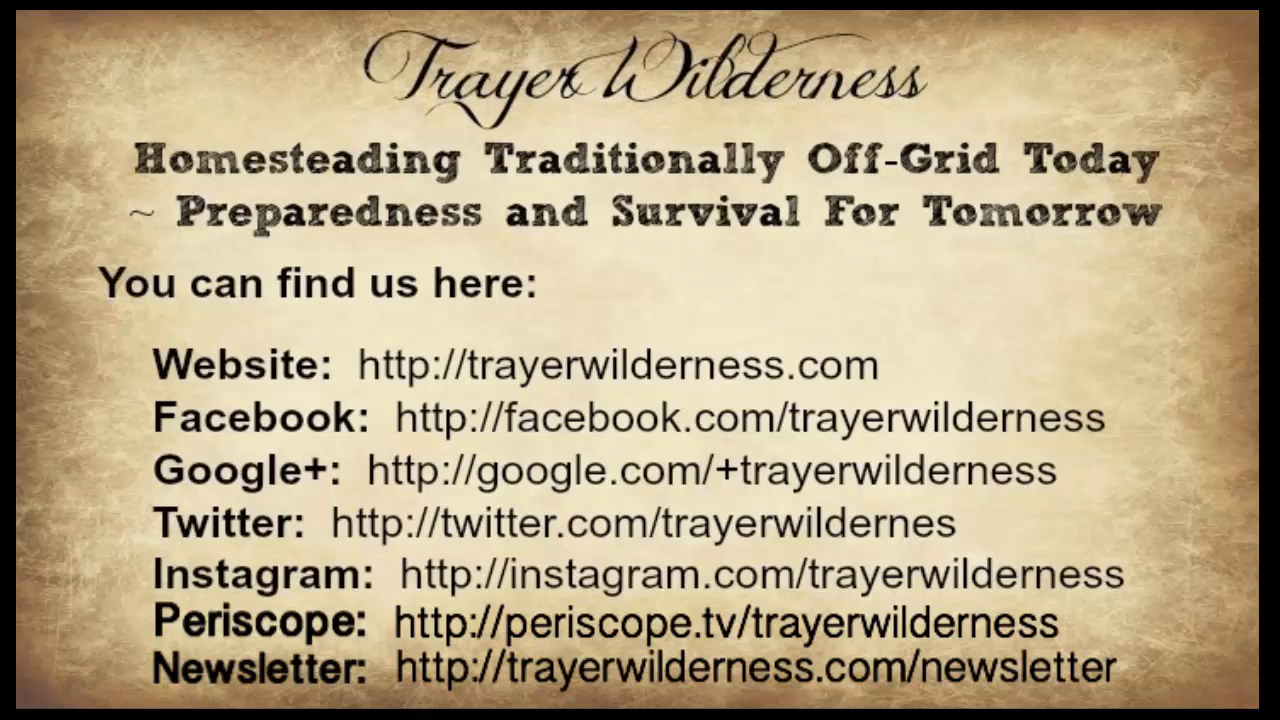 Trayer Wilderness
Homesteading Traditionally Off-Grid Today
~ Preparedness and Survival For Tomorrow
You can find us here:
Website: http://trayerwilderness.com
Facebook: http://facebook.com/trayerwilderness
Google+: http://google.com/+trayerwilderness
Twitter: http://twitter.com/trayerwildernes
Instagram: http://instagram.com/trayerwilderness
Periscope: http://periscope.tv/trayerwilderness
Newsletter: http://trayerwilderness.com/newsletter